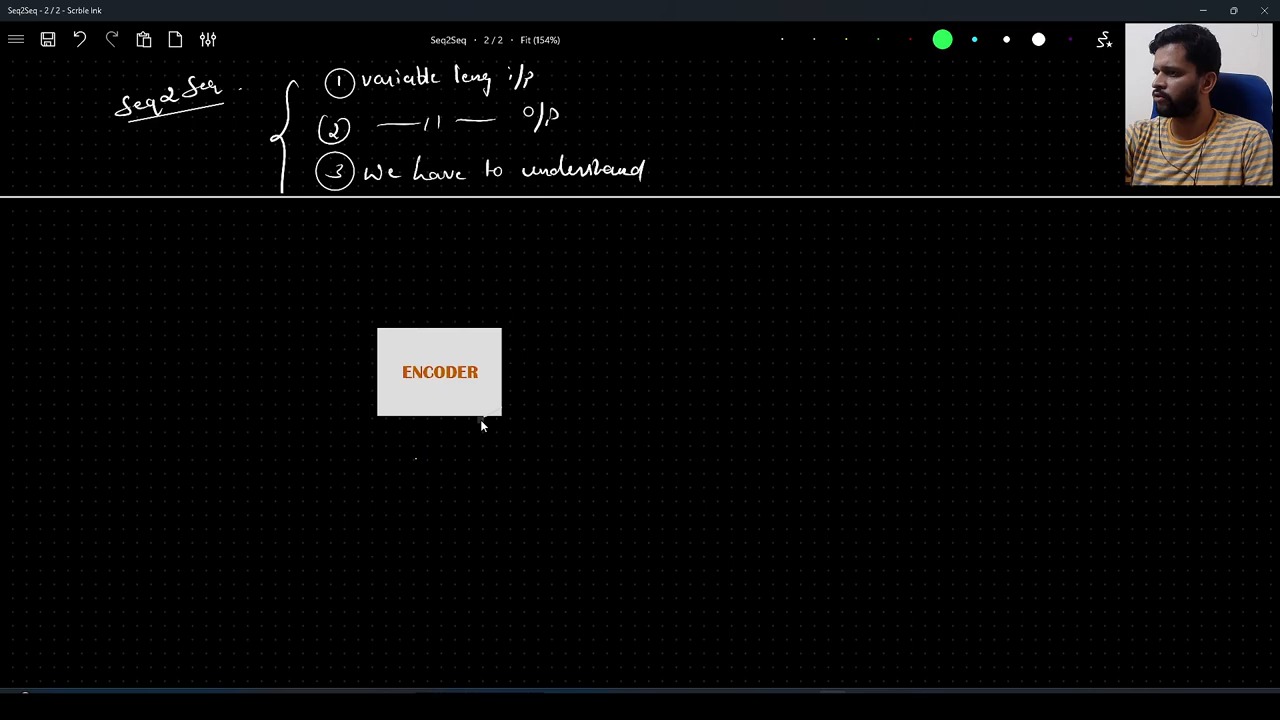 Seq2Seq - 2 / 2 - Scrble Ink
Seq2Seq • 2 / 2 • Fit (154%)
Seq2Seq.
① variable leng i/p
② —— 11 —— o/p
③ we have to understand
ENCODER